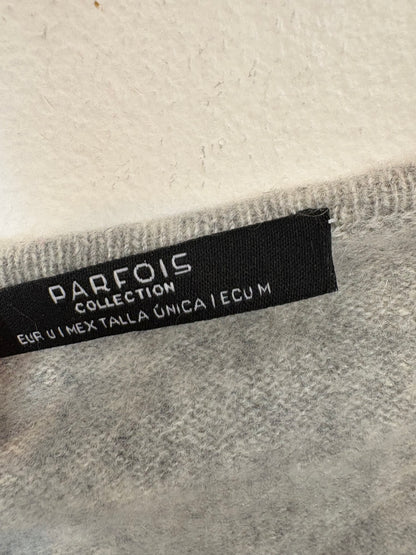 PARFOIS
COLLECTION
EUR U I MEX TALLA ÚNICA I ECU M